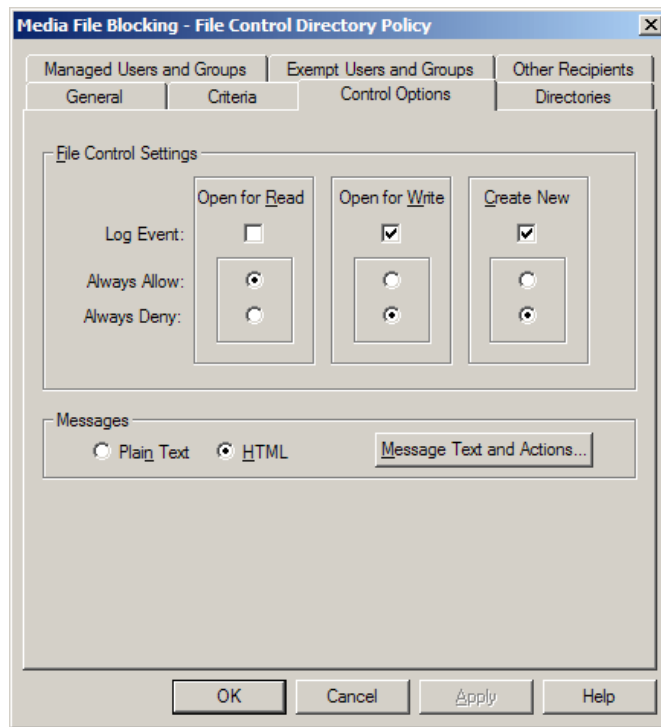 Media File Blocking - File Control Directory Policy
Managed Users and Groups Exempt Users and Groups Other Recipients
General Criteria Control Options Directories
File Control Settings
Open for Read Open for Write Create New
Log Event:
Always Allow:
Always Deny:
Messages
Plain Text HTML Message Text and Actions...
OK Cancel Apply Help